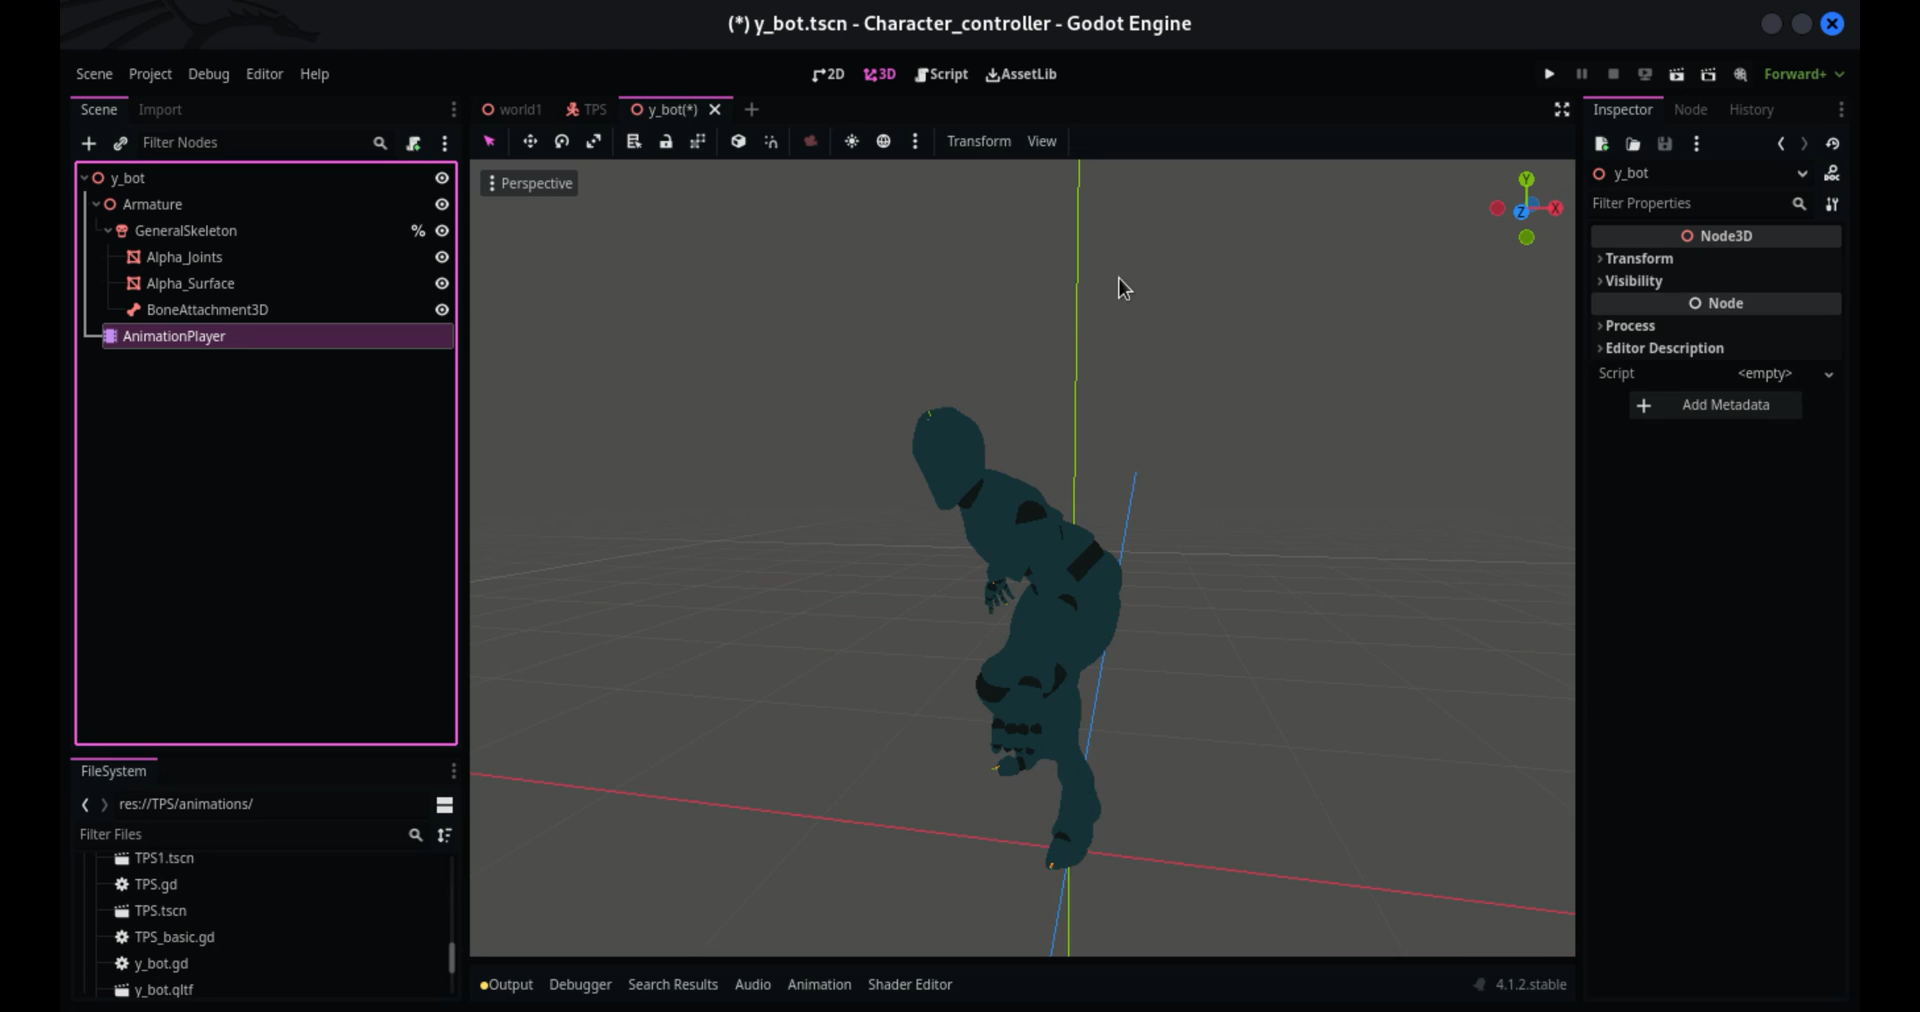 (*) y_bot.tscn - Character_controller - Godot Engine
Scene Project Debug Editor Help
2D 3D Script AssetLib
Forward+
Scene Import
world1 TPS y_bot(*)
Inspector Node History
Filter Nodes
Transform View
y_bot
Armature
GeneralSkeleton %
Alpha_Joints
Alpha_Surface
BoneAttachment3D
AnimationPlayer
Perspective
Y
Z X
y_bot
Filter Properties
Node3D
Transform
Visibility
Node
Process
Editor Description
Script <empty>
Add Metadata
FileSystem
res://TPS/animations/
Filter Files
TPS1.tscn
TPS.gd
TPS.tscn
TPS_basic.gd
y_bot.gd
y_bot.gltf
Output Debugger Search Results Audio Animation Shader Editor
4.1.2.stable